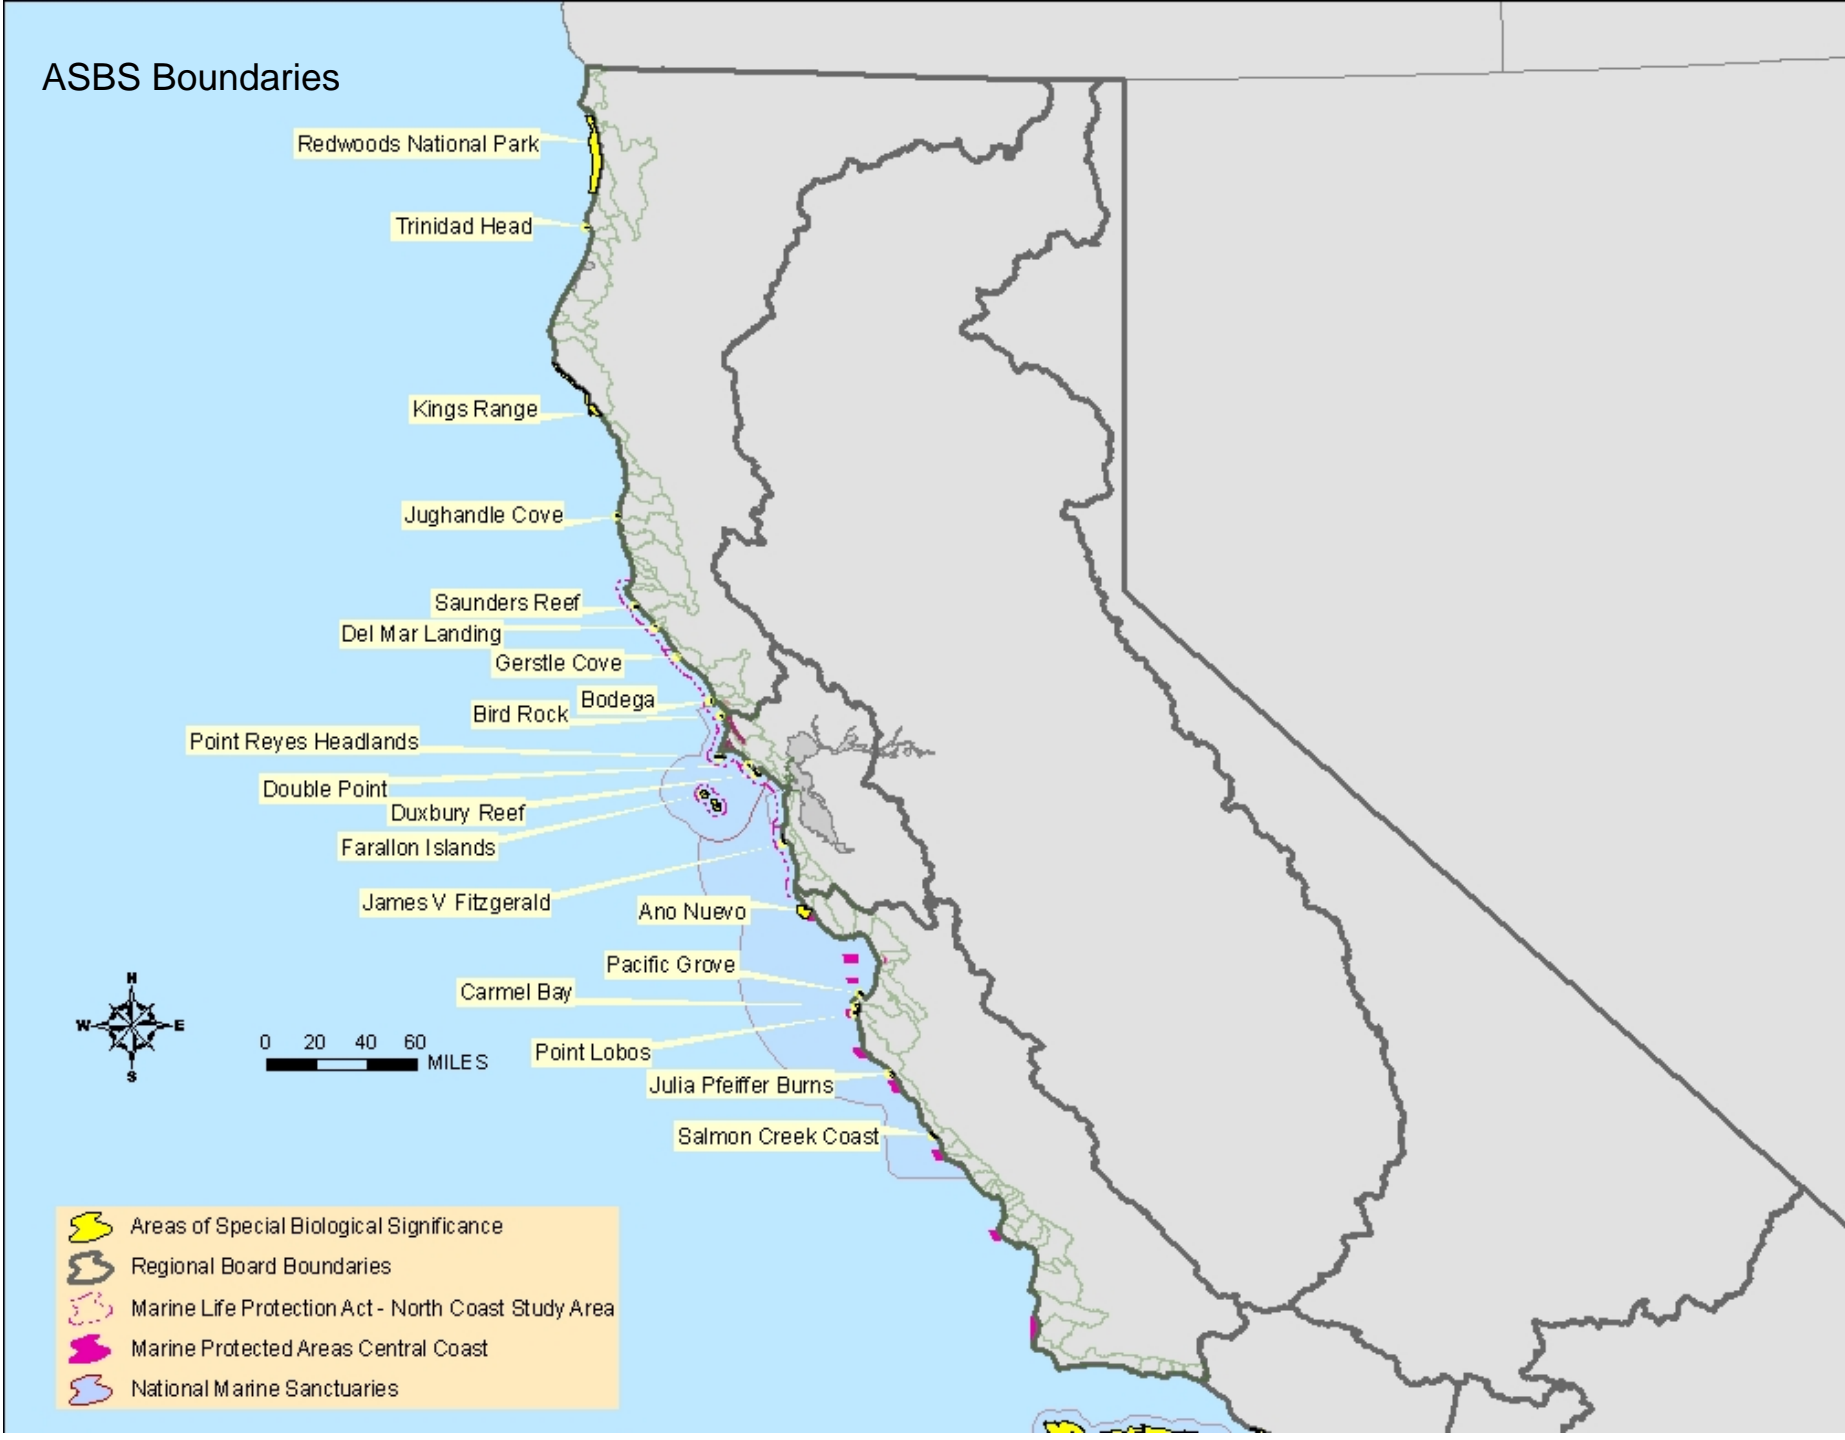 ASBS Boundaries
Redwoods National Park
Trinidad Head
Kings Range
Jughandle Cove
Saunders Reef
Del Mar Landing
Gerstle Cove
Bodega
Bird Rock
Point Reyes Headlands
Double Point
Duxbury Reef
Farallon Islands
James V Fitzgerald
Ano Nuevo
Pacific Grove
Carmel Bay
Point Lobos
Julia Pfeiffer Burns
Salmon Creek Coast
N
W E
S
0 20 40 60
MILES
Areas of Special Biological Significance
Regional Board Boundaries
Marine Life Protection Act - North Coast Study Area
Marine Protected Areas Central Coast
National Marine Sanctuaries